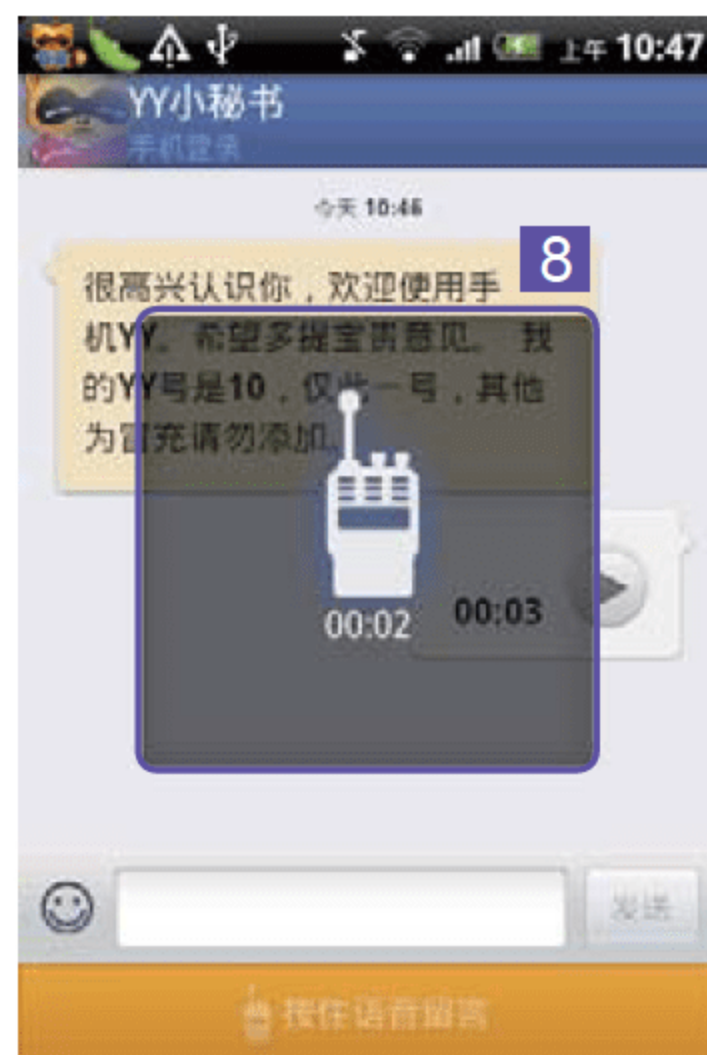 上午 10:47
YY小秘书
手机登录
今天 10:46
8
很高兴认识你，欢迎使用手
机YY。希望多提宝贵意见。 我
的YY号是10，仅此一号，其他
为冒充请勿添加。
00:03
00:02
发送
按住语音留言